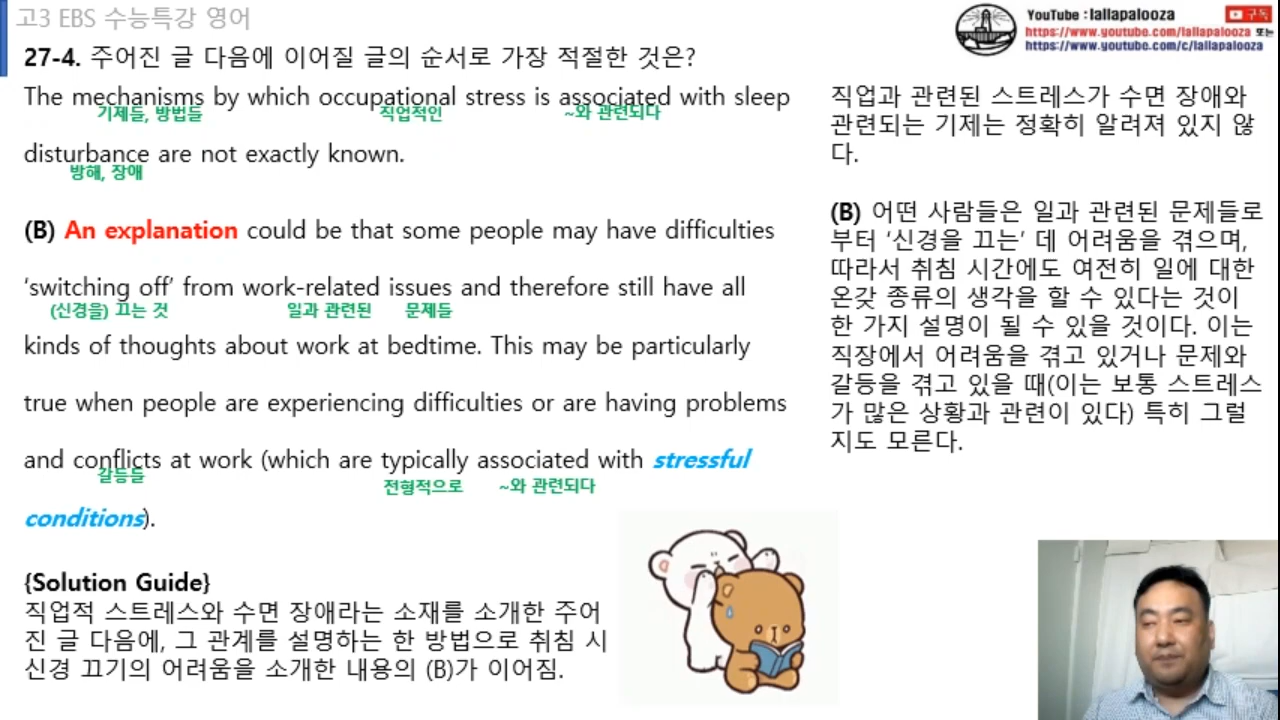 고3 EBS 수능특강 영어
YouTube : lallapalooza
구독
https://www.youtube.com/lallapalooza 또는
https://www.youtube.com/c/lallapalooza
27-4. 주어진 글 다음에 이어질 글의 순서로 가장 적절한 것은?
The mechanisms by which occupational stress is associated with sleep
기제들, 방법들 직업적인 ~와 관련되다
disturbance are not exactly known.
방해, 장애
(B) An explanation could be that some people may have difficulties
‘switching off’ from work-related issues and therefore still have all
(신경을) 끄는 것 일과 관련된 문제들
kinds of thoughts about work at bedtime. This may be particularly
true when people are experiencing difficulties or are having problems
and conflicts at work (which are typically associated with stressful
갈등들 전형적으로 ~와 관련되다
conditions).
{Solution Guide}
직업적 스트레스와 수면 장애라는 소재를 소개한 주어
진 글 다음에, 그 관계를 설명하는 한 방법으로 취침 시
신경 끄기의 어려움을 소개한 내용의 (B)가 이어짐.
직업과 관련된 스트레스가 수면 장애와
관련되는 기제는 정확히 알려져 있지 않
다.
(B) 어떤 사람들은 일과 관련된 문제들로
부터 ‘신경을 끄는’ 데 어려움을 겪으며,
따라서 취침 시간에도 여전히 일에 대한
온갖 종류의 생각을 할 수 있다는 것이
한 가지 설명이 될 수 있을 것이다. 이는
직장에서 어려움을 겪고 있거나 문제와
갈등을 겪고 있을 때(이는 보통 스트레스
가 많은 상황과 관련이 있다) 특히 그럴
지도 모른다.